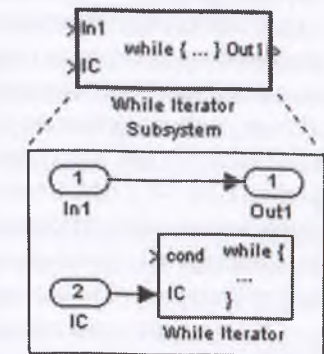 In1
while { ... } Out1
IC
While Iterator
Subsystem
1
1
In1
Out1
cond while {
...
2
IC
}
IC
While Iterator